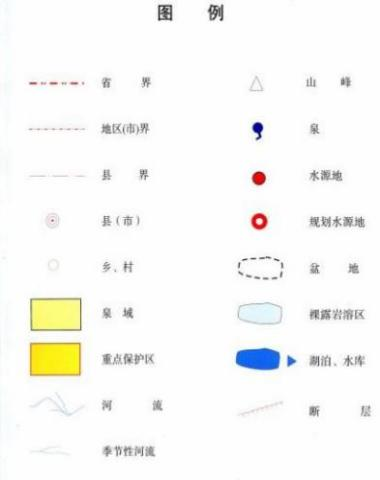 图 例
省 界
地区(市)界
县 界
县（市）
乡、村
泉 域
重点保护区
河 流
季节性河流
山 峰
泉
水源地
规划水源地
盆 地
裸露岩溶区
湖泊、水库
断 层